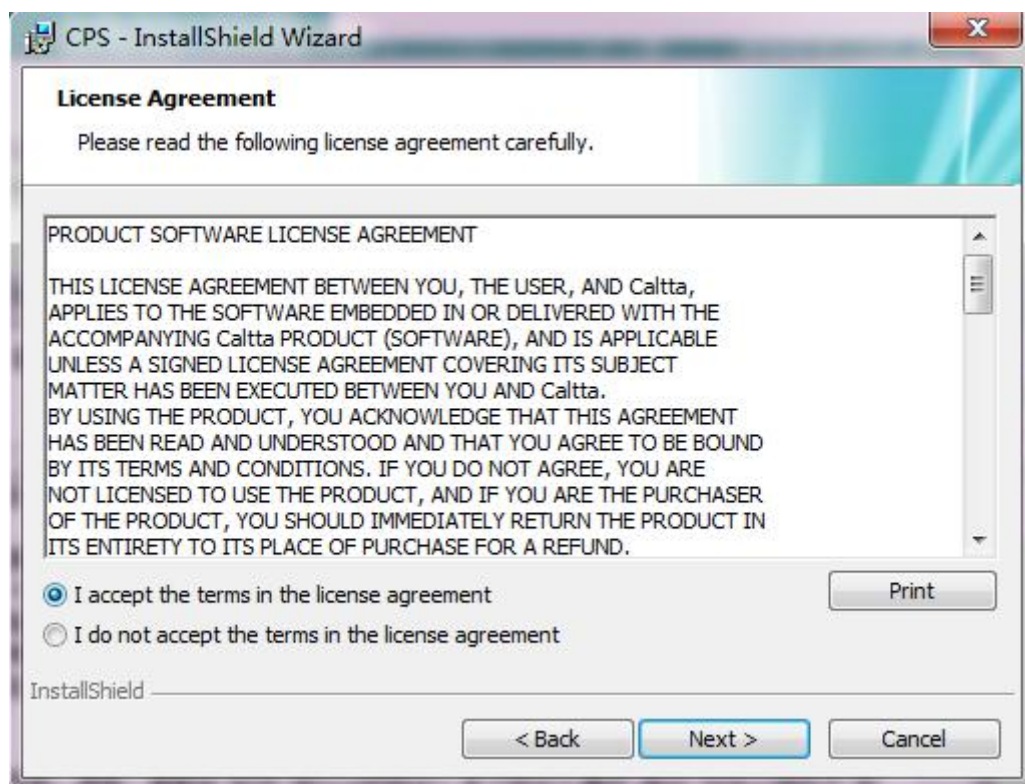 CPS - InstallShield Wizard
License Agreement
Please read the following license agreement carefully.
PRODUCT SOFTWARE LICENSE AGREEMENT
THIS LICENSE AGREEMENT BETWEEN YOU, THE USER, AND Caltta,
APPLIES TO THE SOFTWARE EMBEDDED IN OR DELIVERED WITH THE
ACCOMPANYING Caltta PRODUCT (SOFTWARE), AND IS APPLICABLE
UNLESS A SIGNED LICENSE AGREEMENT COVERING ITS SUBJECT
MATTER HAS BEEN EXECUTED BETWEEN YOU AND Caltta.
BY USING THE PRODUCT, YOU ACKNOWLEDGE THAT THIS AGREEMENT
HAS BEEN READ AND UNDERSTOOD AND THAT YOU AGREE TO BE BOUND
BY ITS TERMS AND CONDITIONS. IF YOU DO NOT AGREE, YOU ARE
NOT LICENSED TO USE THE PRODUCT, AND IF YOU ARE THE PURCHASER
OF THE PRODUCT, YOU SHOULD IMMEDIATELY RETURN THE PRODUCT IN
ITS ENTIRETY TO ITS PLACE OF PURCHASE FOR A REFUND.
I accept the terms in the license agreement
Print
I do not accept the terms in the license agreement
InstallShield
< Back
Next >
Cancel